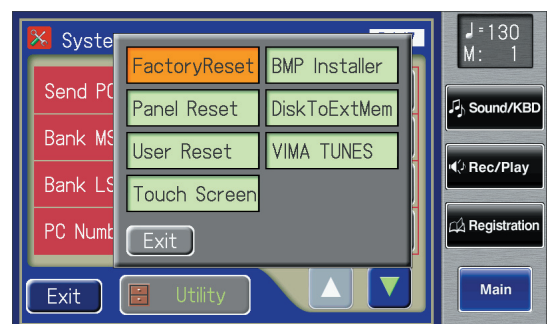 Syste
♩=130
M: 1
FactoryReset
BMP Installer
Panel Reset
DiskToExtMem
User Reset
VIMA TUNES
Touch Screen
Exit
Send PC
Bank MS
Bank LS
PC Numb
Exit
Utility
Sound/KBD
Rec/Play
Registration
Main